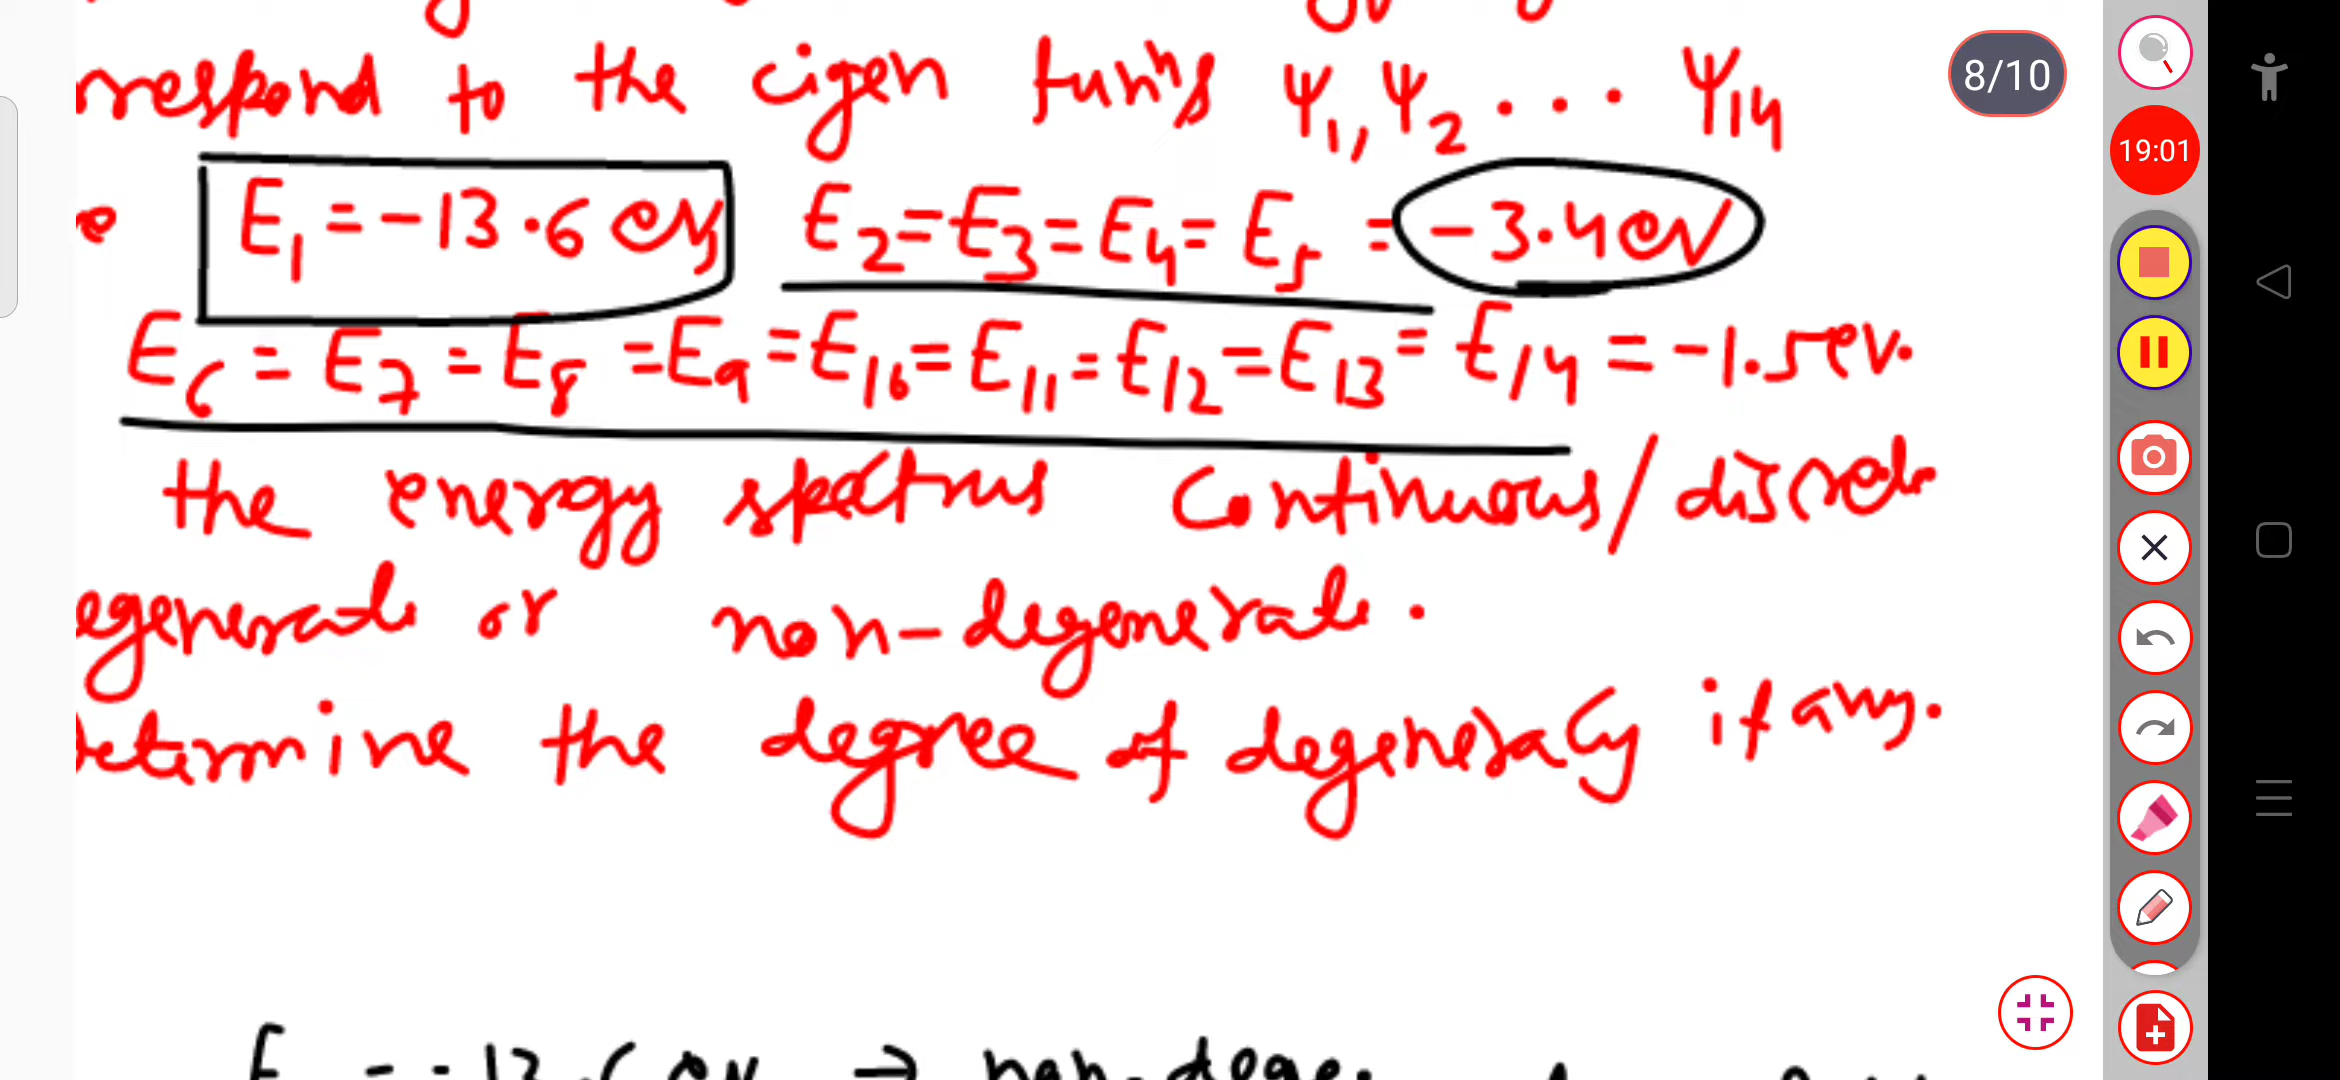 respond to the eigen funns ψ1, ψ2 . . . ψ14
8/10
19:01
E1 = -13.6 eV, E2 = E3 = E4 = E5 = -3.4 eV
E6 = E7 = E8 = E9 = E10 = E11 = E12 = E13 = E14 = -1.5 eV.
the energy spectrus Continuous/discrete
egenerate or non-degenerate.
etermine the degree of degeneracy if any.